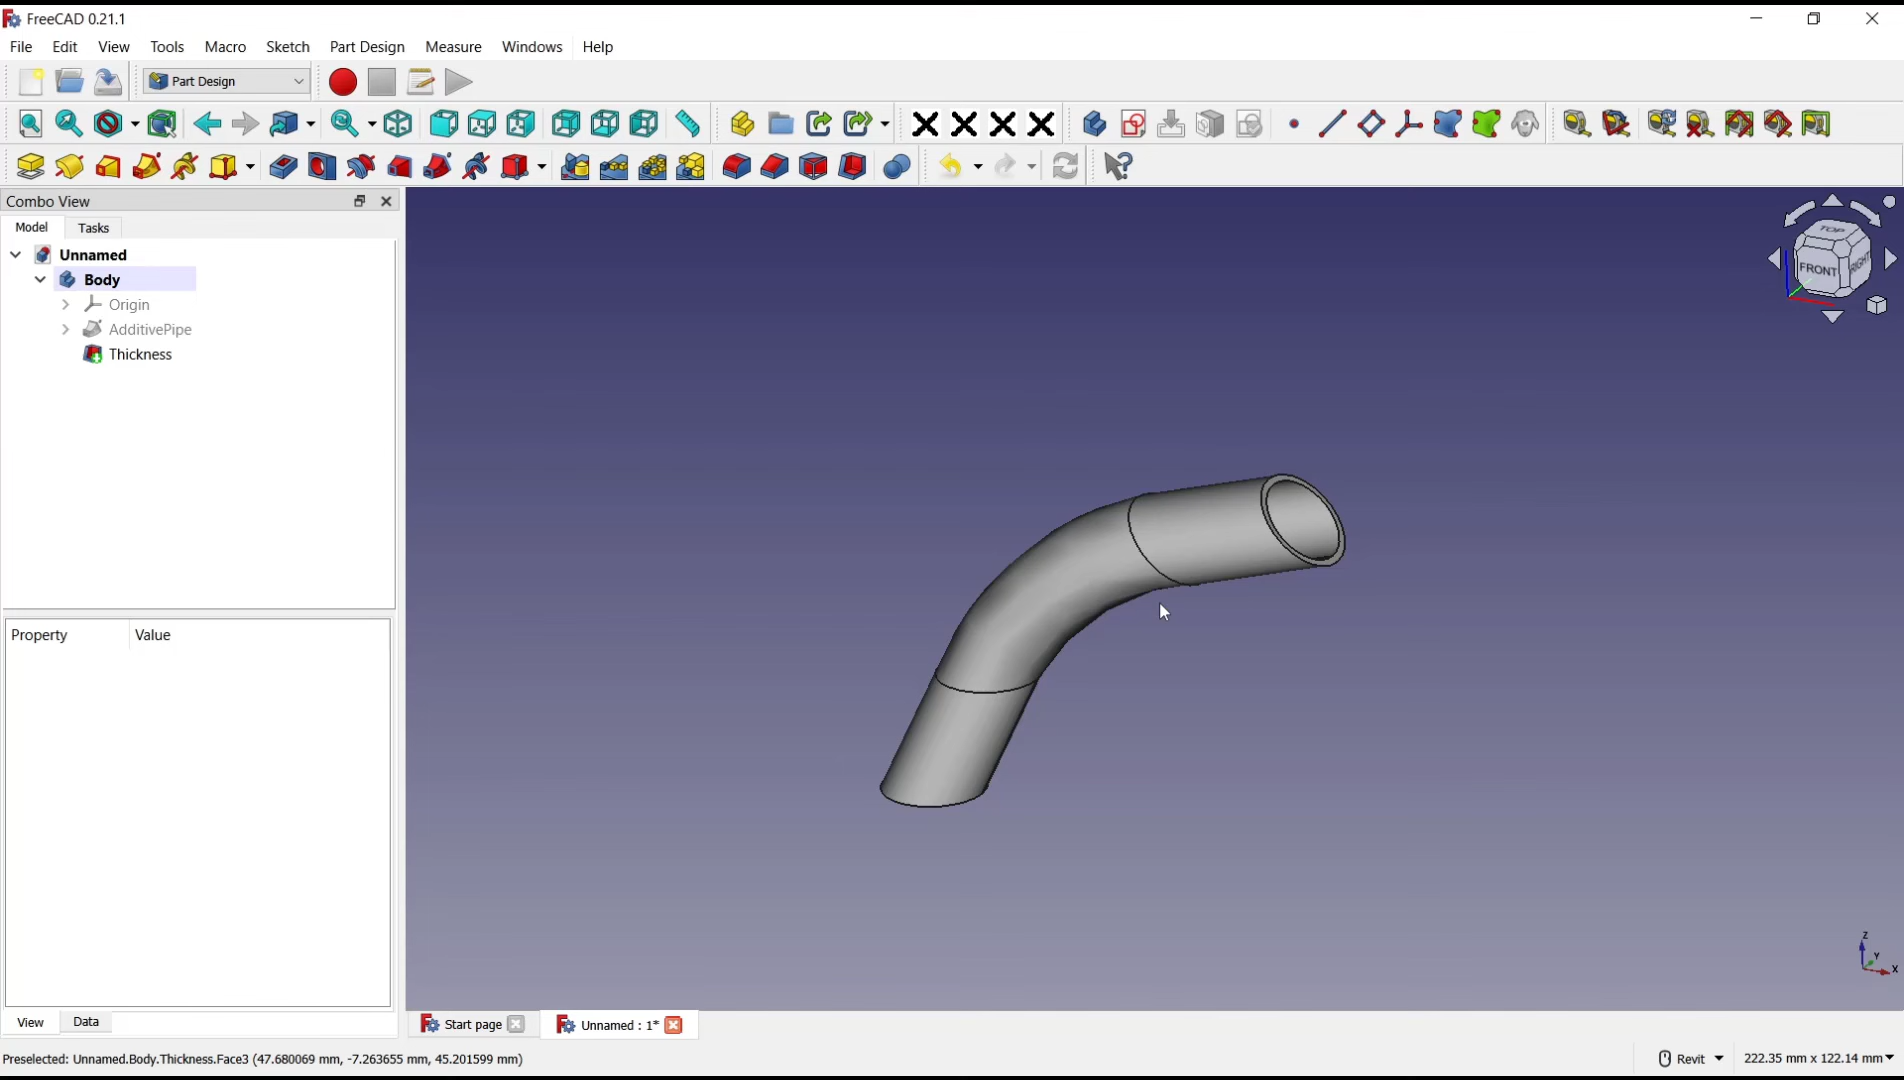 FreeCAD 0.21.1
File Edit View Tools Macro Sketch Part Design Measure Windows Help
Part Design
Combo View
Model Tasks
Unnamed
Body
Origin
AdditivePipe
Thickness
Property Value
View Data
TOP
FRONT RIGHT
Z
Y
X
Start page Unnamed : 1*
Preselected: Unnamed.Body.Thickness.Face3 (47.680069 mm, -7.263655 mm, 45.201599 mm)
Revit 222.35 mm x 122.14 mm